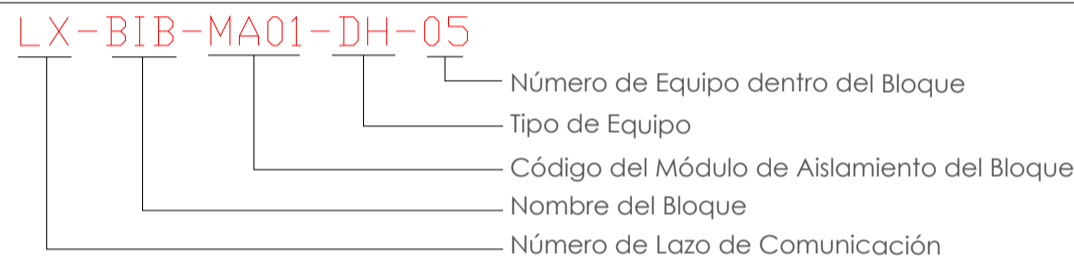 LX-BIB-MA01-DH-05
Número de Equipo dentro del Bloque
Tipo de Equipo
Código del Módulo de Aislamiento del Bloque
Nombre del Bloque
Número de Lazo de Comunicación